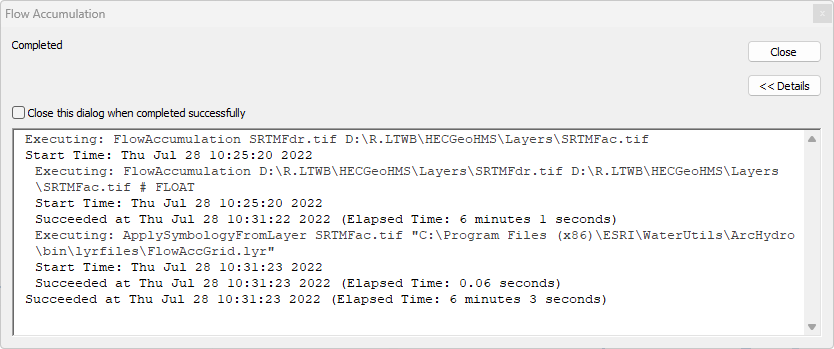 Flow Accumulation
x
Completed
Close
<< Details
Close this dialog when completed successfully
Executing: FlowAccumulation SRTMFdr.tif D:\R.LTWB\HECGeoHMS\Layers\SRTMFac.tif
Start Time: Thu Jul 28 10:25:20 2022
Executing: FlowAccumulation D:\R.LTWB\HECGeoHMS\Layers\SRTMFdr.tif D:\R.LTWB\HECGeoHMS\Layers
\SRTMFac.tif # FLOAT
Start Time: Thu Jul 28 10:25:20 2022
Succeeded at Thu Jul 28 10:31:22 2022 (Elapsed Time: 6 minutes 1 seconds)
Executing: ApplySymbologyFromLayer SRTMFac.tif "C:\Program Files (x86)\ESRI\WaterUtils\ArcHydro
\bin\lyrfiles\FlowAccGrid.lyr"
Start Time: Thu Jul 28 10:31:23 2022
Succeeded at Thu Jul 28 10:31:23 2022 (Elapsed Time: 0.06 seconds)
Succeeded at Thu Jul 28 10:31:23 2022 (Elapsed Time: 6 minutes 3 seconds)